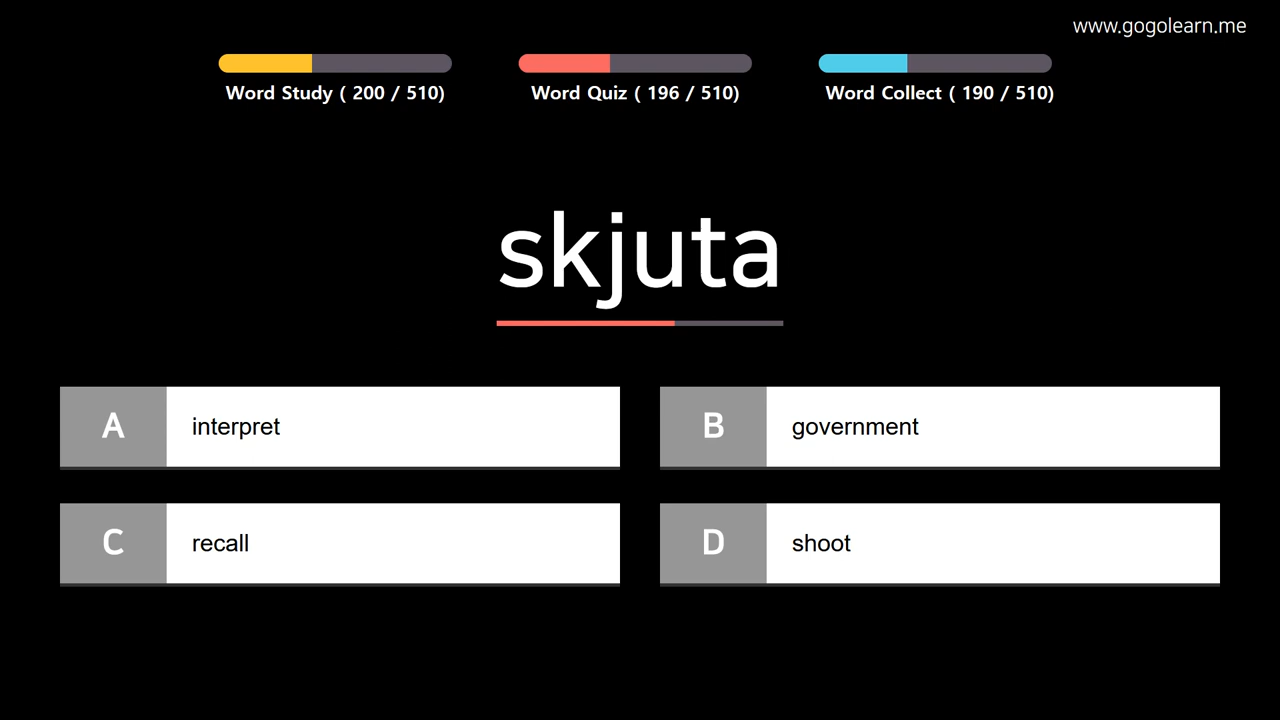 www.gogolearn.me
Word Study ( 200 / 510)
Word Quiz ( 196 / 510)
Word Collect ( 190 / 510)
skjuta
A interpret
B government
C recall
D shoot